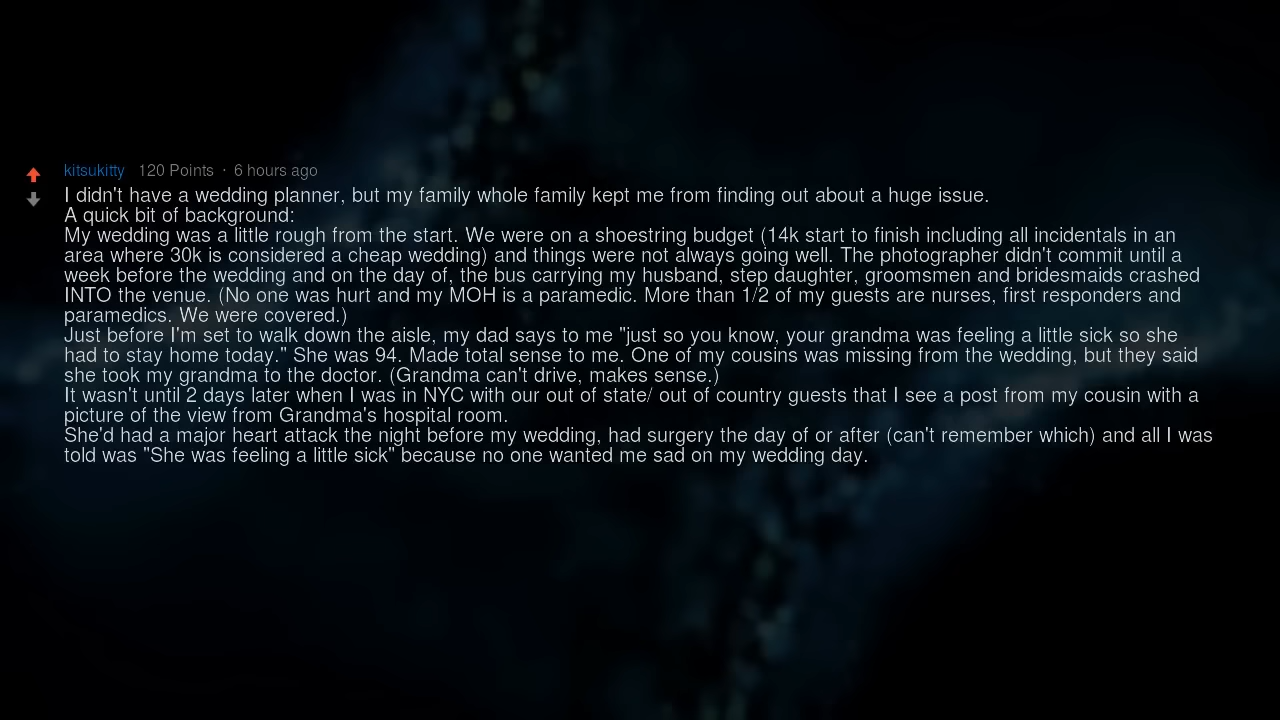 kitsukitty 120 Points · 6 hours ago
I didn't have a wedding planner, but my family whole family kept me from finding out about a huge issue.
A quick bit of background:
My wedding was a little rough from the start. We were on a shoestring budget (14k start to finish including all incidentals in an
area where 30k is considered a cheap wedding) and things were not always going well. The photographer didn't commit until a
week before the wedding and on the day of, the bus carrying my husband, step daughter, groomsmen and bridesmaids crashed
INTO the venue. (No one was hurt and my MOH is a paramedic. More than 1/2 of my guests are nurses, first responders and
paramedics. We were covered.)
Just before I'm set to walk down the aisle, my dad says to me "just so you know, your grandma was feeling a little sick so she
had to stay home today." She was 94. Made total sense to me. One of my cousins was missing from the wedding, but they said
she took my grandma to the doctor. (Grandma can't drive, makes sense.)
It wasn't until 2 days later when I was in NYC with our out of state/ out of country guests that I see a post from my cousin with a
picture of the view from Grandma's hospital room.
She'd had a major heart attack the night before my wedding, had surgery the day of or after (can't remember which) and all I was
told was "She was feeling a little sick" because no one wanted me sad on my wedding day.